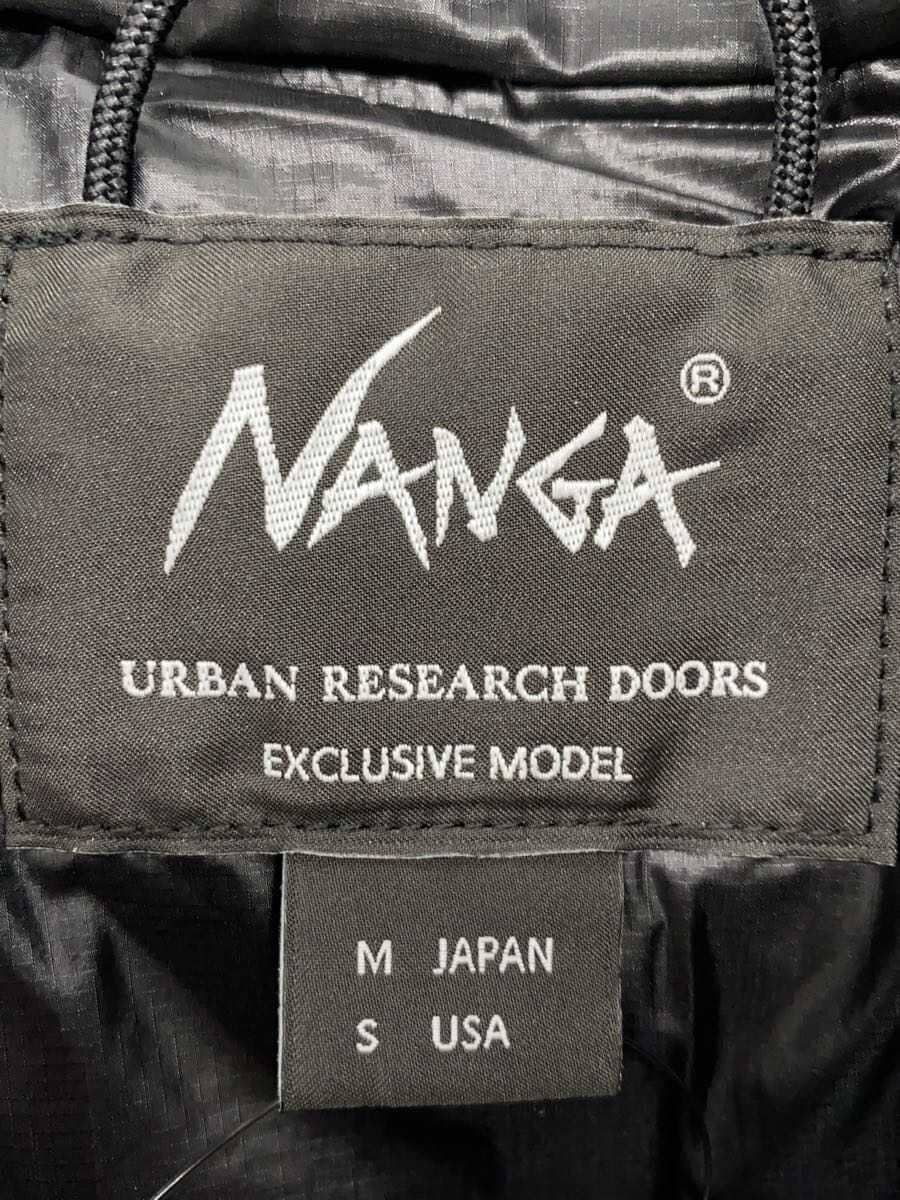 NANGA®
URBAN RESEARCH DOORS
EXCLUSIVE MODEL
M JAPAN
S USA